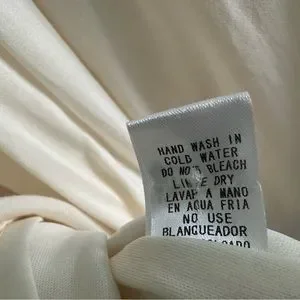 HAND WASH IN
COLD WATER
DO NOT BLEACH
LINE DRY
LAVAR A MANO
EN AGUA FRIA
NO USE
BLANQUEADOR